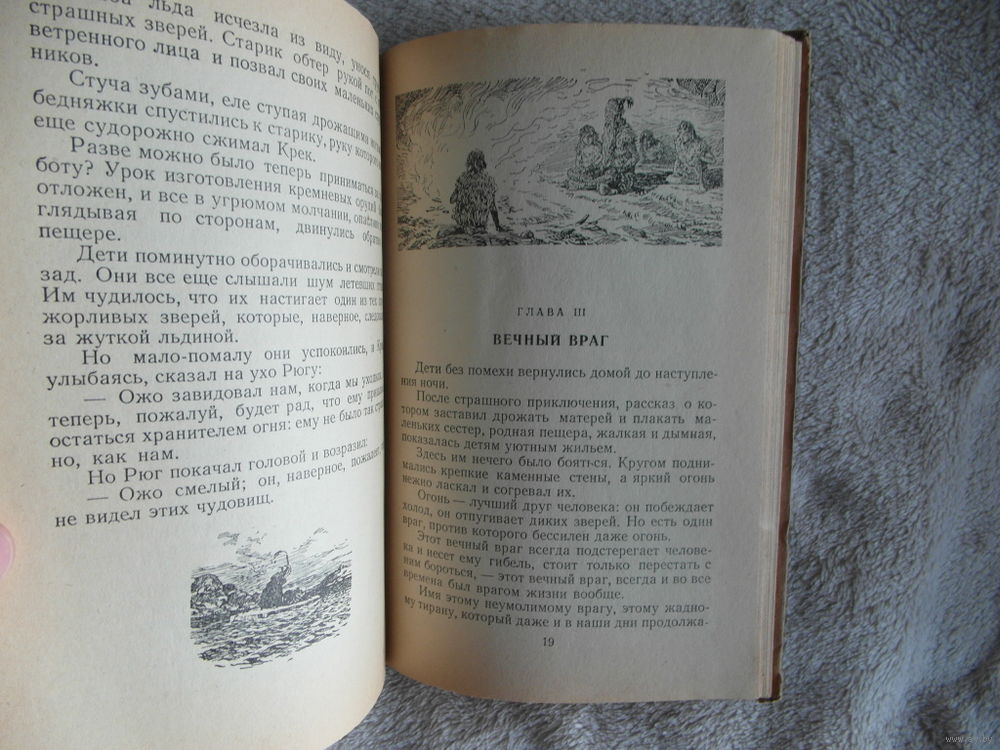 льда исчезла из виду,
страшных зверей. Старик обтер рукой
ветренного лица и позвал своих маленьких
ников.
Стуча зубами, еле ступая дрожащими
бедняжки спустились к старику, руку которого
еще судорожно сжимал Крек.
Разве можно было теперь приниматься
боту? Урок изготовления кремневых орудий
отложен, и все в угрюмом молчании,
глядывая по сторонам, двинулись обратно
пещере.
Дети поминутно оборачивались и смотрели
зад. Они все еще слышали шум летевших
Им чудилось, что их настигает один из тех
жорливых зверей, которые, наверное,
за жуткой льдиной.
Но мало-помалу они успокоились, и
улыбаясь, сказал на ухо Рюгу:
— Ожо завидовал нам, когда мы
теперь, пожалуй, будет рад, что ему
остаться хранителем огня: ему не было так
но, как нам.
Но Рюг покачал головой и возразил:
— Ожо смелый; он, наверное,
не видел этих чудовищ.
ГЛАВА III
ВЕЧНЫЙ ВРАГ
Дети без помехи вернулись домой до наступле-
ния ночи.
После страшного приключения, рассказ о ко-
тором заставил дрожать матерей и плакать ма-
леньких сестер, родная пещера, жалкая и дымная,
показалась детям уютным жильем.
Здесь им нечего было бояться. Кругом подни-
мались крепкие каменные стены, а яркий огонь
нежно ласкал и согревал их.
Огонь — лучший друг человека: он побеждает
холод, он отпугивает диких зверей. Но есть один
враг, против которого бессилен даже огонь.
Этот вечный враг всегда подстерегает челове-
ка и несет ему гибель, стоит только перестать с
ним бороться, — этот вечный враг, всегда и во все
времена был врагом жизни вообще.
Имя этому неумолимому врагу, этому жадно-
му тирану, который даже и в наши дни продолжа-
19